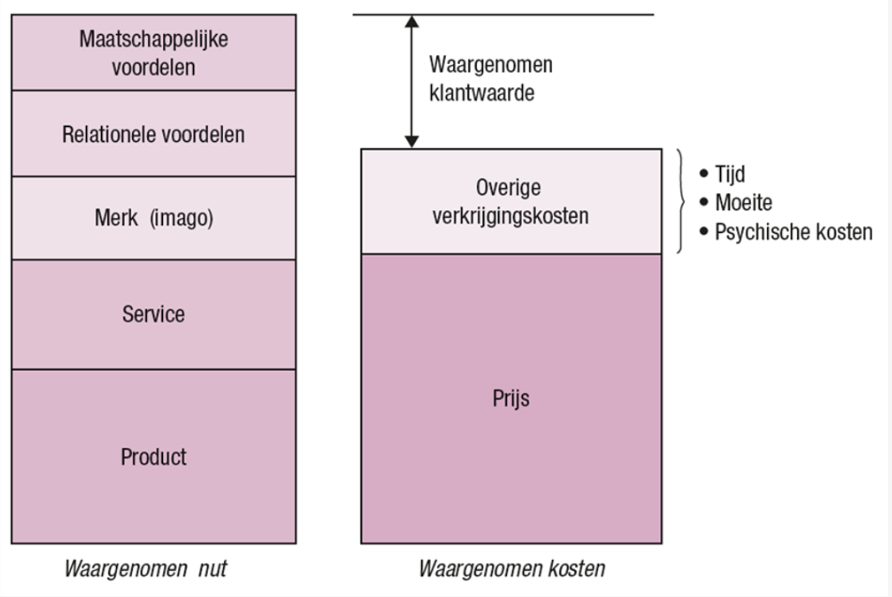 Maatschappelijke
voordelen
Relationele voordelen
Merk (imago)
Service
Product
Waargenomen nut
Waargenomen
klantwaarde
Overige
verkrijgingskosten
• Tijd
• Moeite
• Psychische kosten
Prijs
Waargenomen kosten